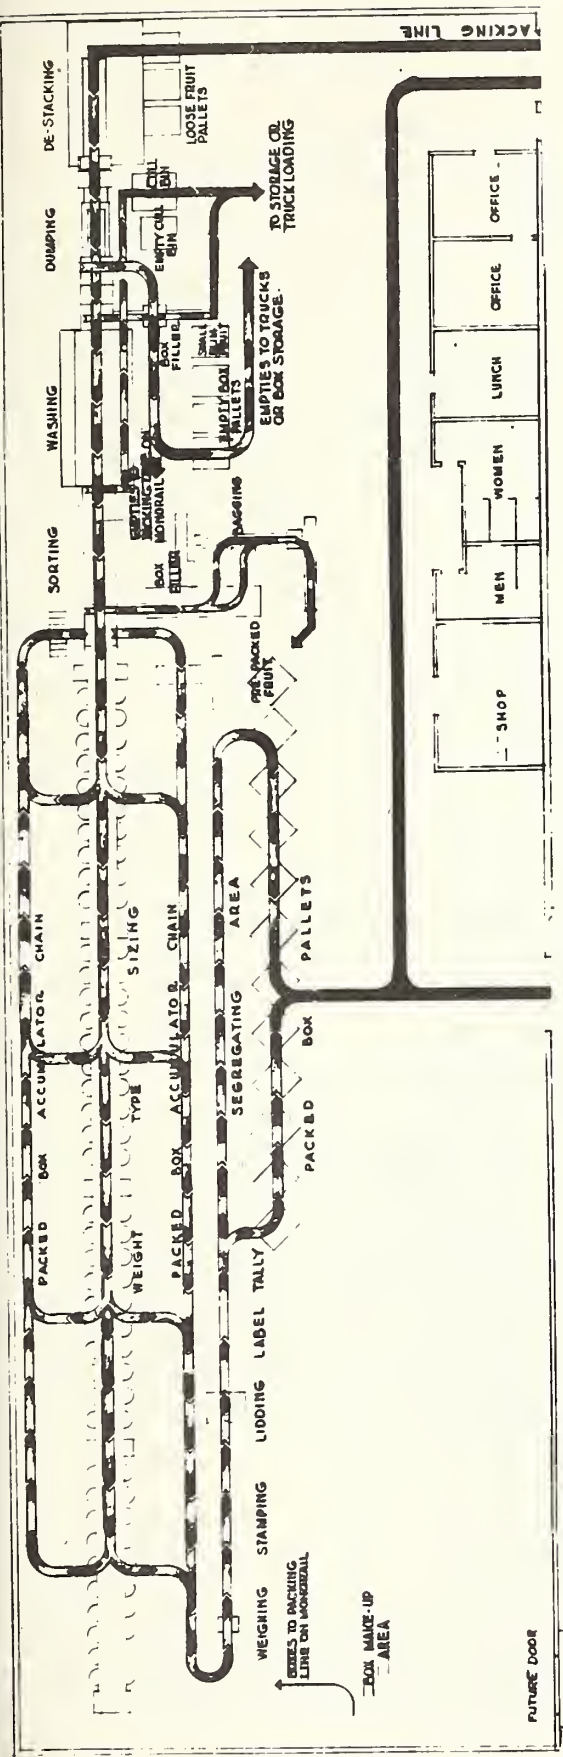 ACKING LINE
DE-STACKING
LOOSE FRUIT
PALLETS
DUMPING
CULL
BIN
EMPTY CULL
BIN
TO STORAGE OR
TRUCK LOADING
OFFICE
OFFICE
LUNCH
WOMEN
MEN
SHOP
WASHING
BOX
FILLER
EMPTY BOX
PALLETS
EMPTIES TO TRUCKS
OR BOX STORAGE
EMPTIES
ON
MONORAIL
SORTING
BOX
FILLER
BAGGING
PRE-PACKED
FRUIT
PACKED BOX ACCUMULATOR CHAIN
WEIGHT TYPE SIZING
PACKED BOX ACCUMULATOR CHAIN
SEGREGATING AREA
PACKED BOX PALLETS
WEIGHING STAMPING LIDDING LABEL TALLY
BOXES TO PACKING
LINE ON MONORAIL
BOX MAKE-UP
AREA
FUTURE DOOR